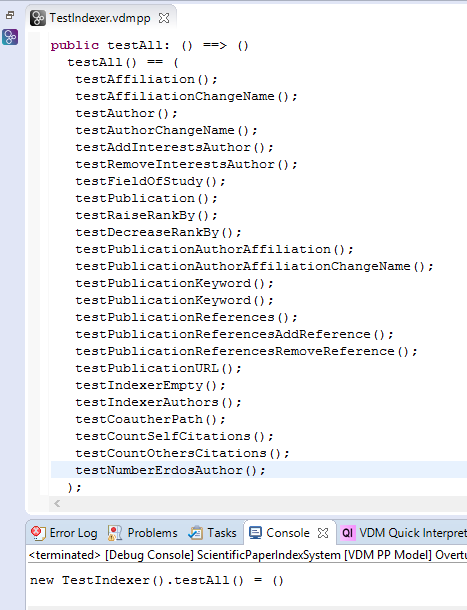 TestIndexer.vdmpp
public testAll: () ==> ()
testAll() == (
testAffiliation();
testAffiliationChangeName();
testAuthor();
testAuthorChangeName();
testAddInterestsAuthor();
testRemoveInterestsAuthor();
testFieldOfStudy();
testPublication();
testRaiseRankBy();
testDecreaseRankBy();
testPublicationAuthorAffiliation();
testPublicationAuthorAffiliationChangeName();
testPublicationKeyword();
testPublicationKeyword();
testPublicationReferences();
testPublicationReferencesAddReference();
testPublicationReferencesRemoveReference();
testPublicationURL();
testIndexerEmpty();
testIndexerAuthors();
testCoautherPath();
testCountSelfCitations();
testCountOthersCitations();
testNumberErdosAuthor();
);
Error Log Problems Tasks Console QI VDM Quick Interpret
<terminated> [Debug Console] ScientificPaperIndexSystem [VDM PP Model] Overtu
new TestIndexer().testAll() = ()